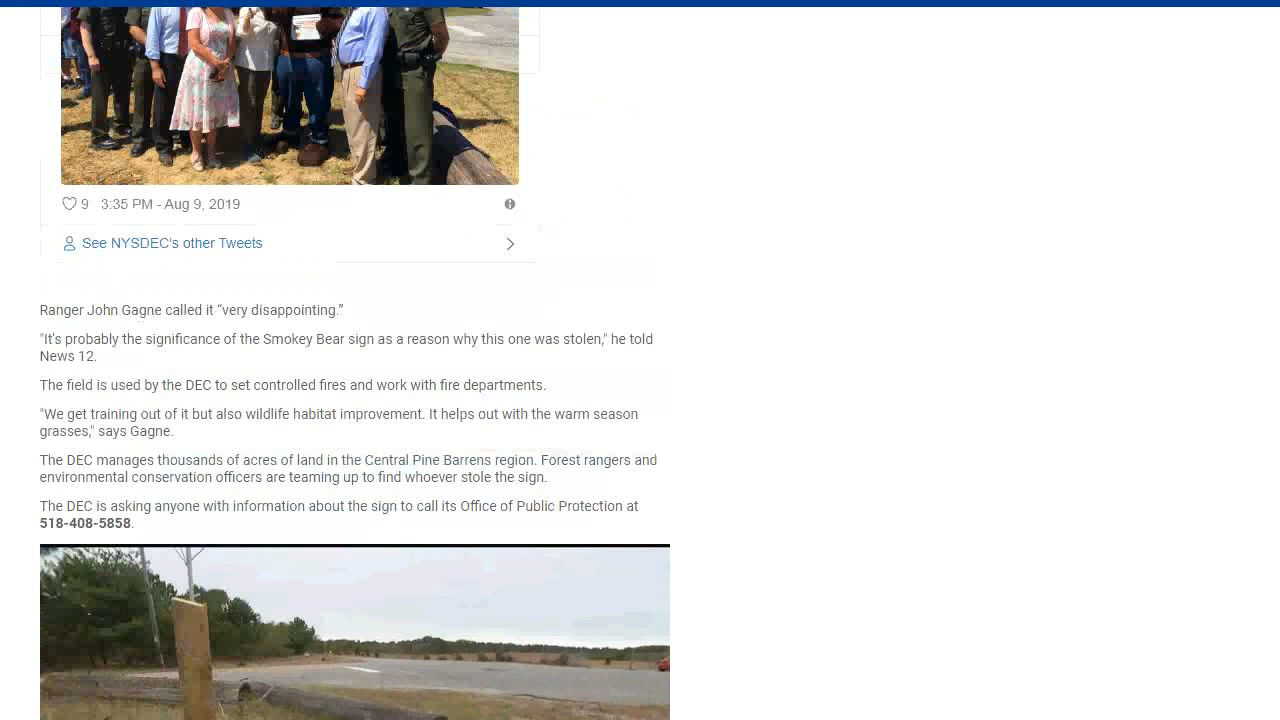 9 3:35 PM - Aug 9, 2019
See NYSDEC's other Tweets
Ranger John Gagne called it “very disappointing.”
"It's probably the significance of the Smokey Bear sign as a reason why this one was stolen," he told
News 12.
The field is used by the DEC to set controlled fires and work with fire departments.
"We get training out of it but also wildlife habitat improvement. It helps out with the warm season
grasses," says Gagne.
The DEC manages thousands of acres of land in the Central Pine Barrens region. Forest rangers and
environmental conservation officers are teaming up to find whoever stole the sign.
The DEC is asking anyone with information about the sign to call its Office of Public Protection at
518-408-5858.